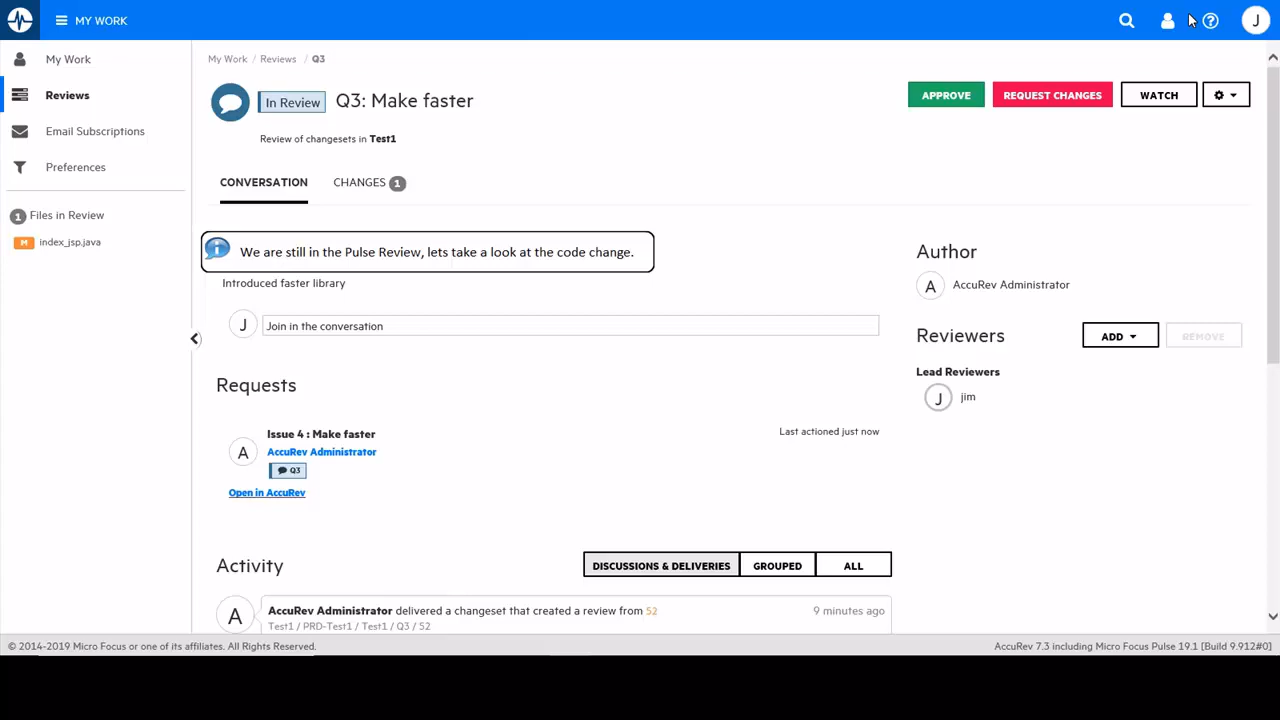 MY WORK
J
My Work
Reviews
Email Subscriptions
Preferences
1 Files in Review
M index_jsp.java
My Work / Reviews / Q3
In Review Q3: Make faster
APPROVE REQUEST CHANGES WATCH
Review of changesets in Test1
CONVERSATION CHANGES 1
We are still in the Pulse Review, lets take a look at the code change.
Introduced faster library
J Join in the conversation
Requests
Issue 4 : Make faster
Last actioned just now
A AccuRev Administrator
Q3
Open in AccuRev
Activity
DISCUSSIONS & DELIVERIES GROUPED ALL
A AccuRev Administrator delivered a changeset that created a review from 52
9 minutes ago
Test1 / PRD-Test1 / Test1 / Q3 / 52
Author
A AccuRev Administrator
Reviewers ADD REMOVE
Lead Reviewers
J jim
© 2014-2019 Micro Focus or one of its affiliates. All Rights Reserved.
AccuRev 7.3 including Micro Focus Pulse 19.1 [Build 9.912#0]